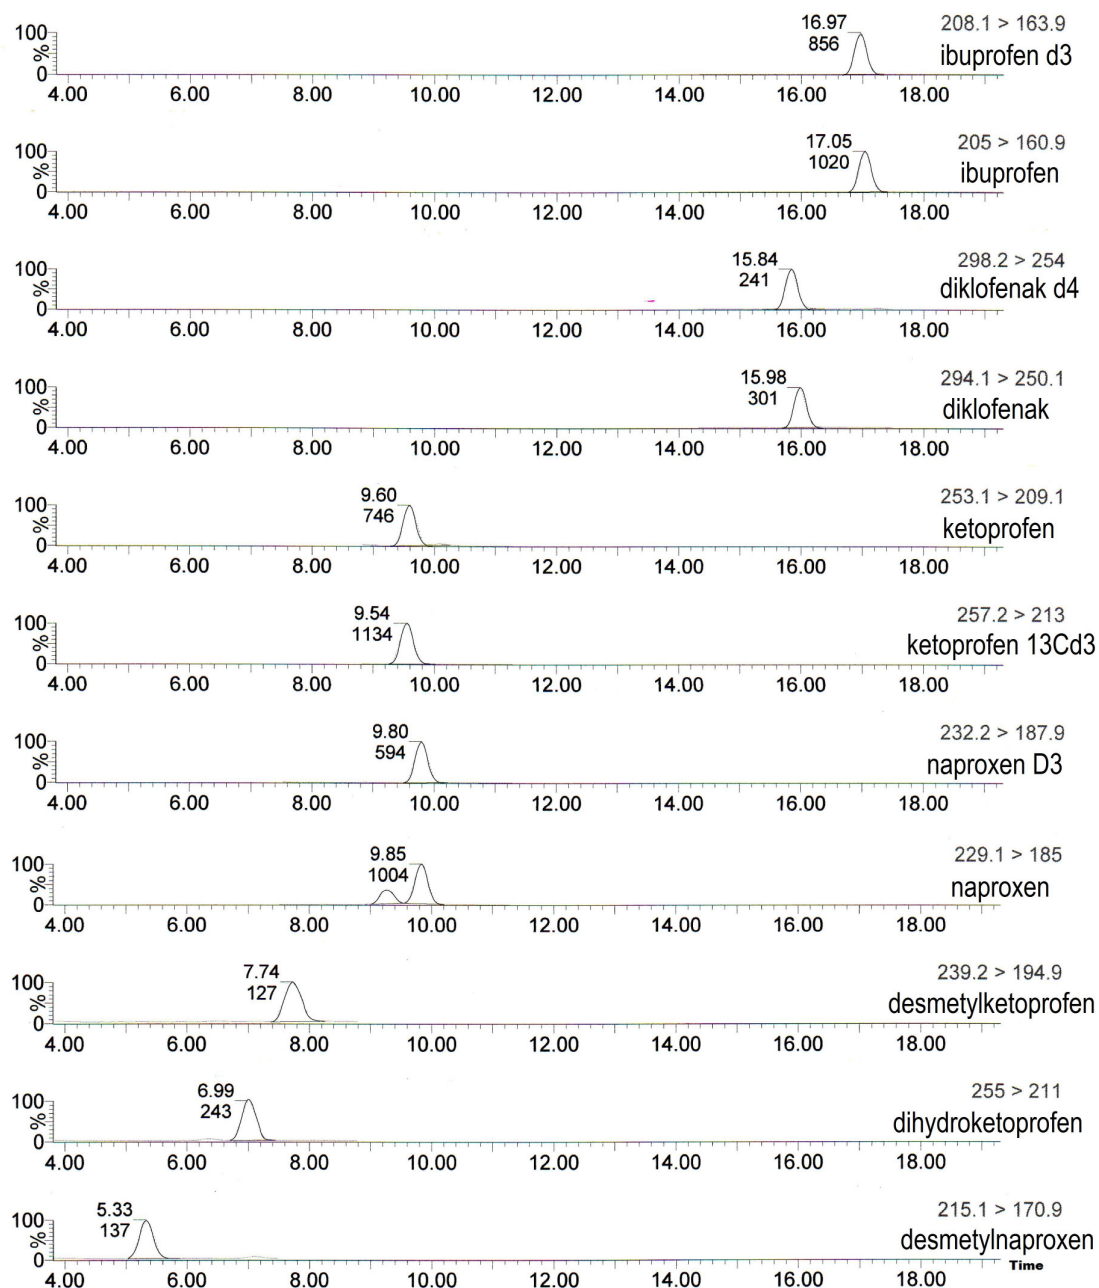 16.97 208.1 > 163.9
856 ibuprofen d3
100
%
0
4.00 6.00 8.00 10.00 12.00 14.00 16.00 18.00
17.05 205 > 160.9
1020 ibuprofen
100
%
0
4.00 6.00 8.00 10.00 12.00 14.00 16.00 18.00
15.84 298.2 > 254
241 diklofenak d4
100
%
0
4.00 6.00 8.00 10.00 12.00 14.00 16.00 18.00
15.98 294.1 > 250.1
301 diklofenak
100
%
0
4.00 6.00 8.00 10.00 12.00 14.00 16.00 18.00
9.60 253.1 > 209.1
746 ketoprofen
100
%
0
4.00 6.00 8.00 10.00 12.00 14.00 16.00 18.00
9.54 257.2 > 213
1134 ketoprofen 13Cd3
100
%
0
4.00 6.00 8.00 10.00 12.00 14.00 16.00 18.00
9.80 232.2 > 187.9
594 naproxen D3
100
%
0
4.00 6.00 8.00 10.00 12.00 14.00 16.00 18.00
9.85 229.1 > 185
1004 naproxen
100
%
0
4.00 6.00 8.00 10.00 12.00 14.00 16.00 18.00
7.74 239.2 > 194.9
127 desmetylketoprofen
100
%
0
4.00 6.00 8.00 10.00 12.00 14.00 16.00 18.00
6.99 255 > 211
243 dihydroketoprofen
100
%
0
4.00 6.00 8.00 10.00 12.00 14.00 16.00 18.00
5.33 215.1 > 170.9
137 desmetylnaproxen
100
%
0
Time
4.00 6.00 8.00 10.00 12.00 14.00 16.00 18.00